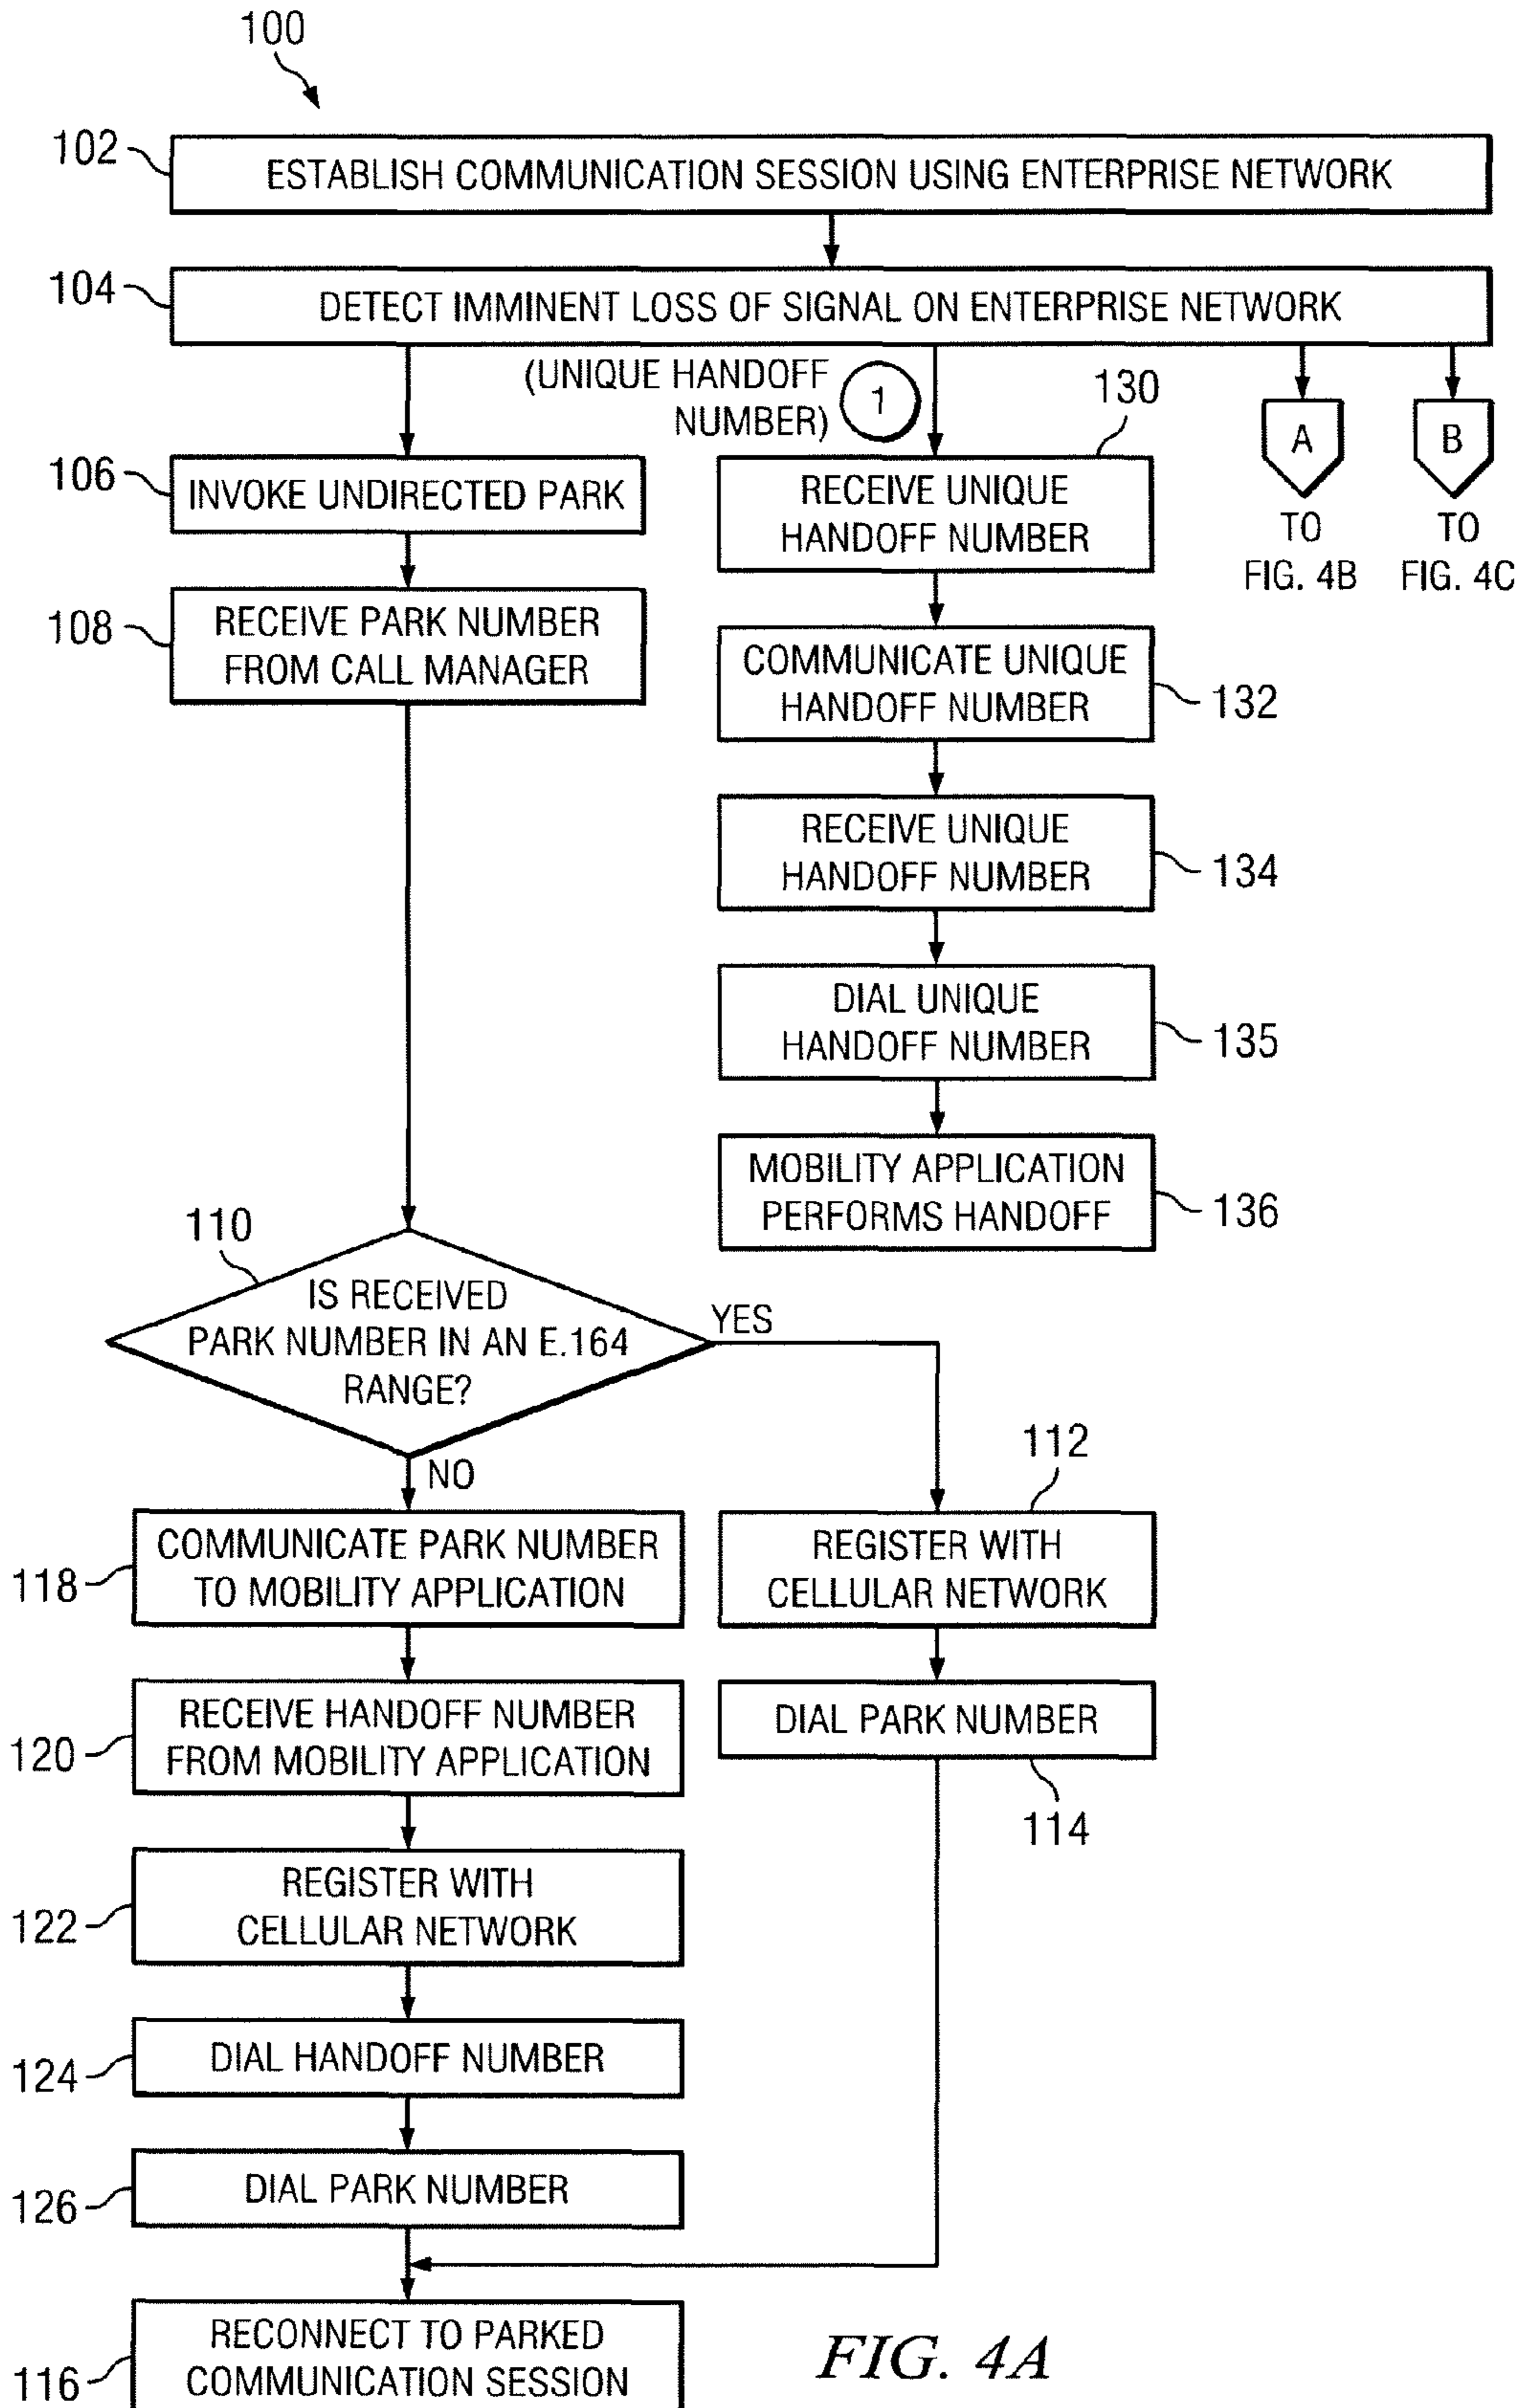 100
102
ESTABLISH COMMUNICATION SESSION USING ENTERPRISE NETWORK
104
DETECT IMMINENT LOSS OF SIGNAL ON ENTERPRISE NETWORK
(UNIQUE HANDOFF
NUMBER)
1
130
A
B
TO
FIG. 4B
TO
FIG. 4C
106
INVOKE UNDIRECTED PARK
RECEIVE UNIQUE
HANDOFF NUMBER
108
RECEIVE PARK NUMBER
FROM CALL MANAGER
COMMUNICATE UNIQUE
HANDOFF NUMBER
132
RECEIVE UNIQUE
HANDOFF NUMBER
134
DIAL UNIQUE
HANDOFF NUMBER
135
MOBILITY APPLICATION
PERFORMS HANDOFF
136
110
IS RECEIVED
PARK NUMBER IN AN E.164
RANGE?
YES
NO
112
118
COMMUNICATE PARK NUMBER
TO MOBILITY APPLICATION
REGISTER WITH
CELLULAR NETWORK
120
RECEIVE HANDOFF NUMBER
FROM MOBILITY APPLICATION
DIAL PARK NUMBER
114
122
REGISTER WITH
CELLULAR NETWORK
124
DIAL HANDOFF NUMBER
126
DIAL PARK NUMBER
116
RECONNECT TO PARKED
COMMUNICATION SESSION
FIG. 4A